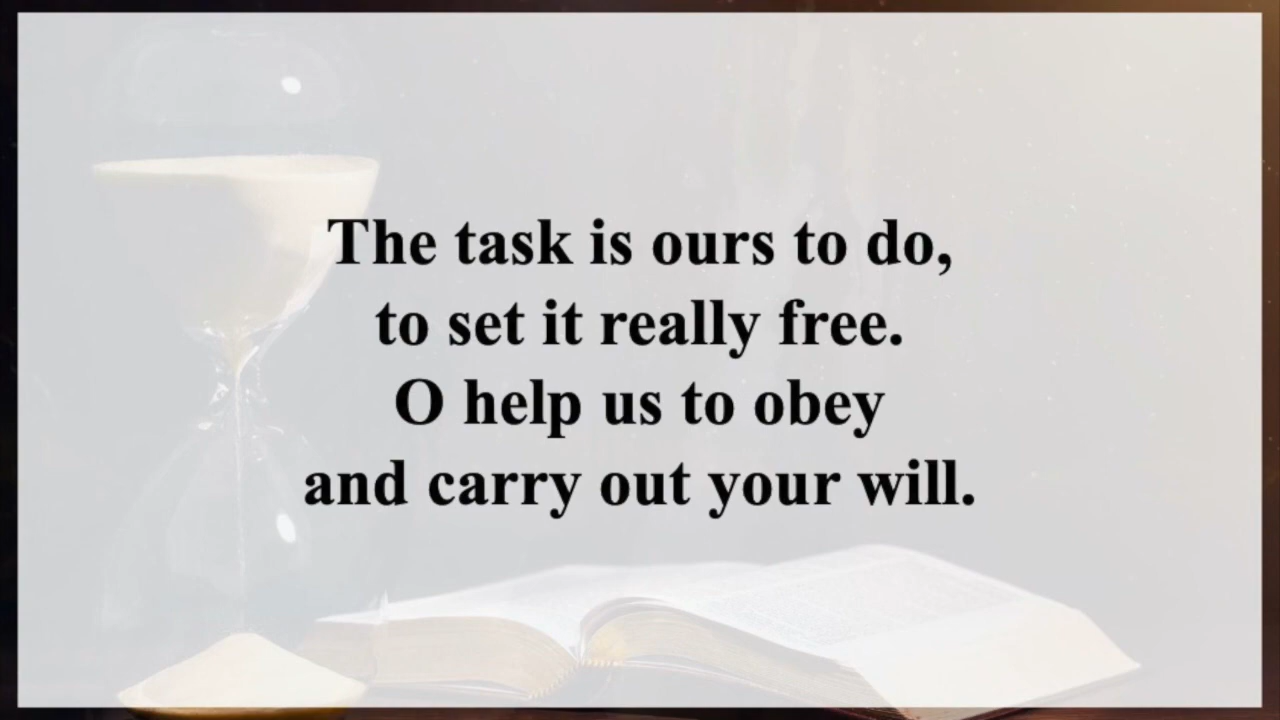 The task is ours to do,
to set it really free.
O help us to obey
and carry out your will.